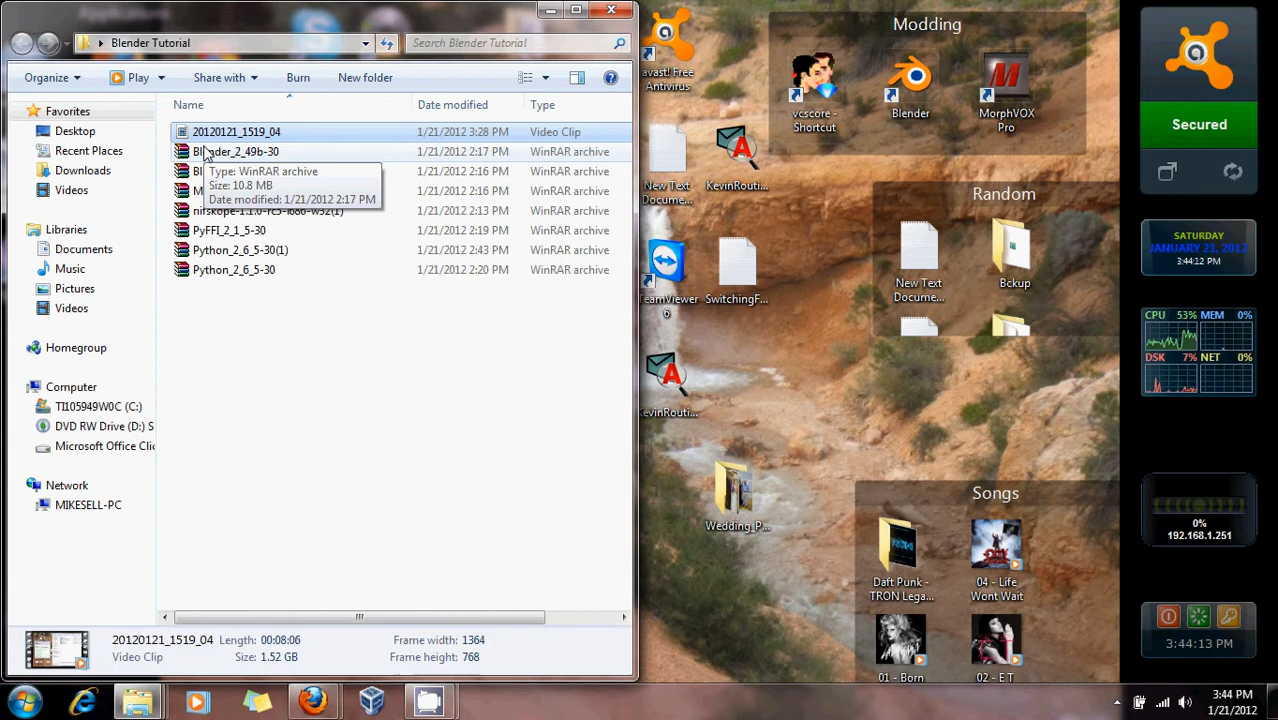 Blender Tutorial
Search Blender Tutorial
Organize
Play
Share with
Burn
New folder
Name
Date modified
Type
Favorites
Desktop
Recent Places
Downloads
Videos
Libraries
Documents
Music
Pictures
Videos
Homegroup
Computer
TI105949W0C (C:)
DVD RW Drive (D:) S
Microsoft Office Clic
Network
MIKESELL-PC
20120121_1519_04 1/21/2012 3:28 PM Video Clip
Blender_2_49b-30 1/21/2012 2:17 PM WinRAR archive
Bl 1/21/2012 2:16 PM WinRAR archive
M 1/21/2012 2:16 PM WinRAR archive
nifskope-1.1.0-rc5-i686-w32(1) 1/21/2012 2:13 PM WinRAR archive
PyFFI_2_1_5-30 1/21/2012 2:19 PM WinRAR archive
Python_2_6_5-30(1) 1/21/2012 2:43 PM WinRAR archive
Python_2_6_5-30 1/21/2012 2:20 PM WinRAR archive
Type: WinRAR archive
Size: 10.8 MB
Date modified: 1/21/2012 2:17 PM
20120121_1519_04 Length: 00:08:06 Frame width: 1364
Video Clip Size: 1.52 GB Frame height: 768
avast! Free
Antivirus
New Text
Docume...
KevinRouti...
TeamViewer
6
SwitchingF...
KevinRouti...
Wedding_P...
Modding
vcscore -
Shortcut
Blender
MorphVOX
Pro
Random
New Text
Docume...
Bckup
Songs
Daft Punk -
TRON Lega...
04 - Life
Wont Wait
01 - Born
02 - E T
Secured
SATURDAY
JANUARY 21, 2012
3:44:12 PM
CPU 53% MEM 0%
DSK 7% NET 0%
0%
192.168.1.251
3:44:13 PM
3:44 PM
1/21/2012